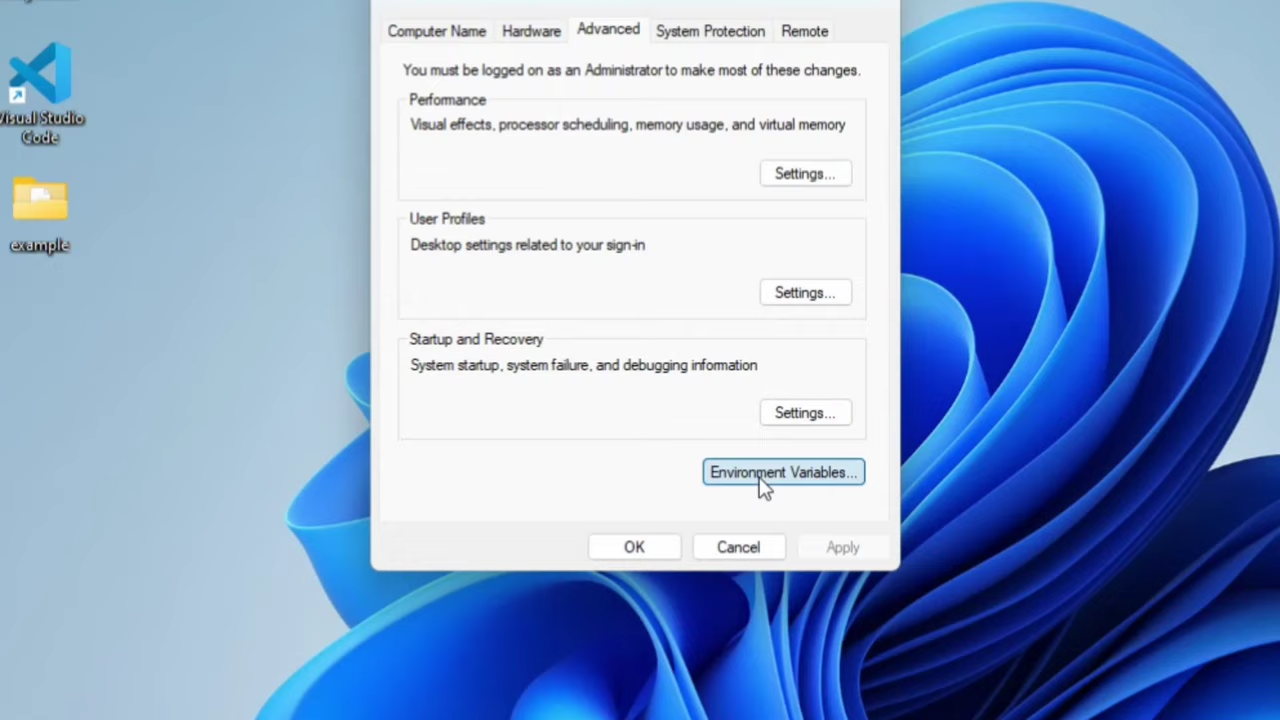 Computer Name
Hardware
Advanced
System Protection
Remote
You must be logged on as an Administrator to make most of these changes.
Performance
Visual effects, processor scheduling, memory usage, and virtual memory
Settings...
User Profiles
Desktop settings related to your sign-in
Settings...
Startup and Recovery
System startup, system failure, and debugging information
Settings...
Environment Variables...
OK
Cancel
Apply
Visual Studio
Code
example